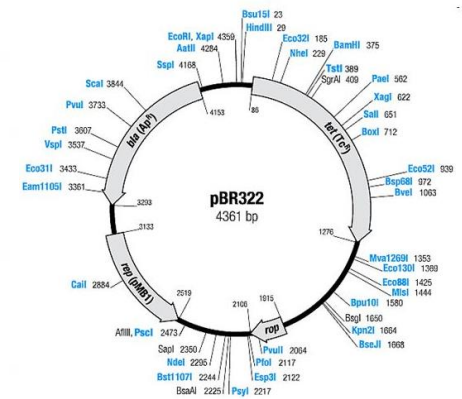 Bsu15I 23
HindIII 29
EcoRI, XapI 4359
Eco32I 185
AatII 4284
NheI 229
BamHI 375
SspI 4168
TstI 389
SgrAI 409
PaeI 562
ScaI 3844
XagI 622
SalI 651
PvuI 3733
BoxI 712
4153
86
PstI 3607
VspI 3537
bla (ApR)
tet (TcR)
Eco31I 3433
Eam1105I 3361
Eco52I 939
Bsp68I 972
BveI 1063
pBR322
4361 bp
3293
3133
1276
Mva1269I 1353
Eco130I 1369
rep (pMB1)
CaiI 2884
Eco88I 1425
MlsI 1444
Bpu10I 1580
2619
2106
1915
BsgI 1650
Kpn2I 1664
BseJI 1668
rop
AflIII, PscI 2473
SapI 2350
NdeI 2295
Bst1107I 2244
BsaAI 2225
PvuII 2064
PfoI 2117
Esp3I 2122
PsyI 2217